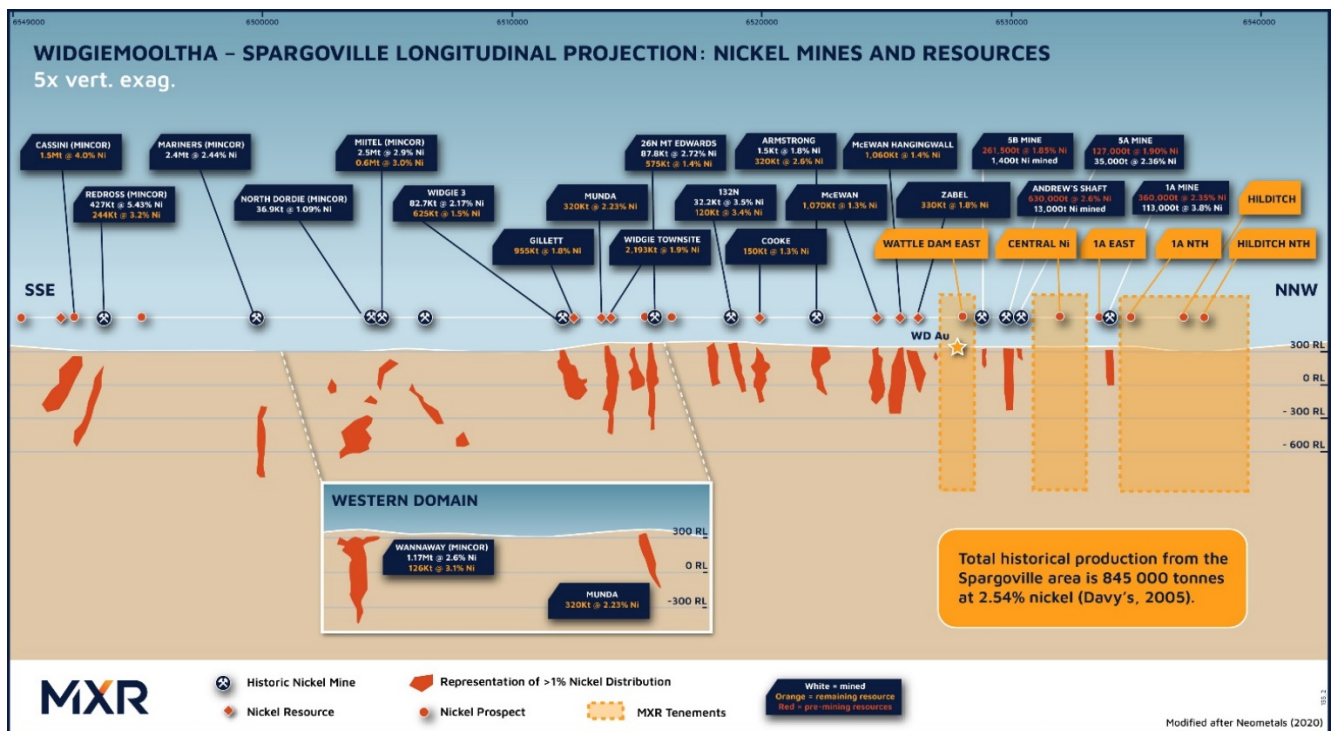 6549000
6500000
6510000
6520000
6530000
6540000
WIDGIEMOOLTHA – SPARGOVILLE LONGITUDINAL PROJECTION: NICKEL MINES AND RESOURCES
5x vert. exag.
CASSINI (MINCOR)
1.5Mt @ 4.0% Ni
MARINERS (MINCOR)
2.4Mt @ 2.44% Ni
MIITEL (MINCOR)
2.5Mt @ 2.9% Ni
0.6Mt @ 3.0% Ni
26N MT EDWARDS
87.8Kt @ 2.72% Ni
575Kt @ 1.4% Ni
ARMSTRONG
1.5Kt @ 1.8% Ni
320Kt @ 2.6% Ni
McEWAN HANGINGWALL
1,060Kt @ 1.4% Ni
5B MINE
261,500t @ 1.85% Ni
1,400t Ni mined
5A MINE
127,000t @ 1.90% Ni
35,000t @ 2.36% Ni
REDROSS (MINCOR)
427Kt @ 5.43% Ni
244Kt @ 3.2% Ni
NORTH DORDIE (MINCOR)
36.9Kt @ 1.09% Ni
WIDGIE 3
82.7Kt @ 2.17% Ni
625Kt @ 1.5% Ni
MUNDA
320Kt @ 2.23% Ni
132N
32.2Kt @ 3.5% Ni
120Kt @ 3.4% Ni
McEWAN
1,070Kt @ 1.3% Ni
ZABEL
330Kt @ 1.8% Ni
ANDREW'S SHAFT
630,000t @ 2.6% Ni
13,000t Ni mined
1A MINE
360,000t @ 2.35% Ni
113,000t @ 3.8% Ni
HILDITCH
GILLETT
955Kt @ 1.8% Ni
WIDGIE TOWNSITE
2,193Kt @ 1.9% Ni
COOKE
150Kt @ 1.3% Ni
WATTLE DAM EAST
CENTRAL Ni
1A EAST
1A NTH
HILDITCH NTH
SSE
NNW
WD Au
300 RL
0 RL
- 300 RL
- 600 RL
WESTERN DOMAIN
300 RL
0 RL
-300 RL
WANNAWAY (MINCOR)
1.17Mt @ 2.6% Ni
126Kt @ 3.1% Ni
MUNDA
320Kt @ 2.23% Ni
Total historical production from the
Spargoville area is 845 000 tonnes
at 2.54% nickel (Davy's, 2005).
MXR
Historic Nickel Mine
Representation of >1% Nickel Distribution
Nickel Resource
Nickel Prospect
MXR Tenements
White = mined
Orange = remaining resource
Red = pre-mining resources
Modified after Neometals (2020)